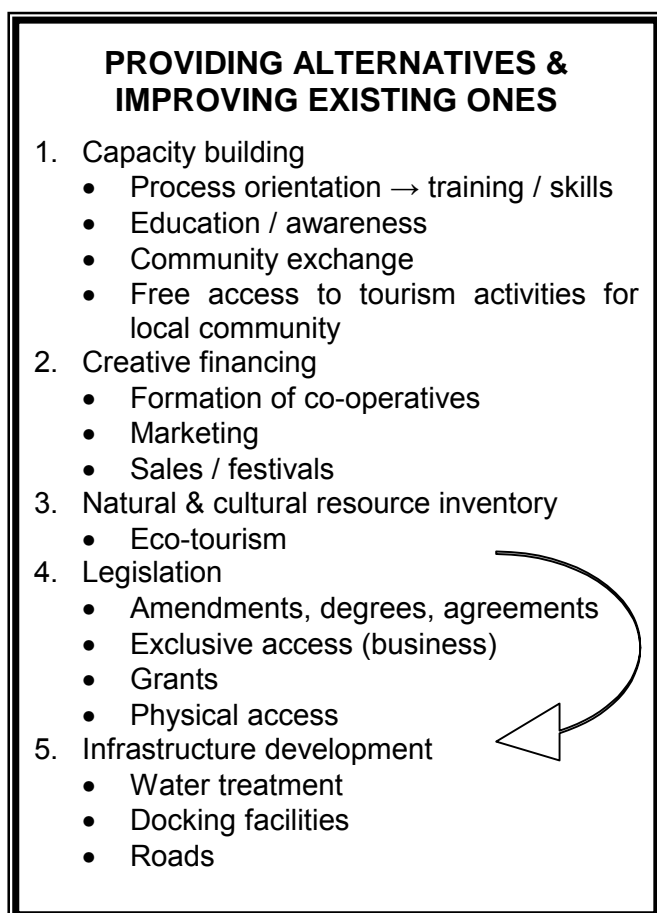 PROVIDING ALTERNATIVES &
IMPROVING EXISTING ONES
1. Capacity building
• Process orientation → training / skills
• Education / awareness
• Community exchange
• Free access to tourism activities for
local community
2. Creative financing
• Formation of co-operatives
• Marketing
• Sales / festivals
3. Natural & cultural resource inventory
• Eco-tourism
4. Legislation
• Amendments, degrees, agreements
• Exclusive access (business)
• Grants
• Physical access
5. Infrastructure development
• Water treatment
• Docking facilities
• Roads